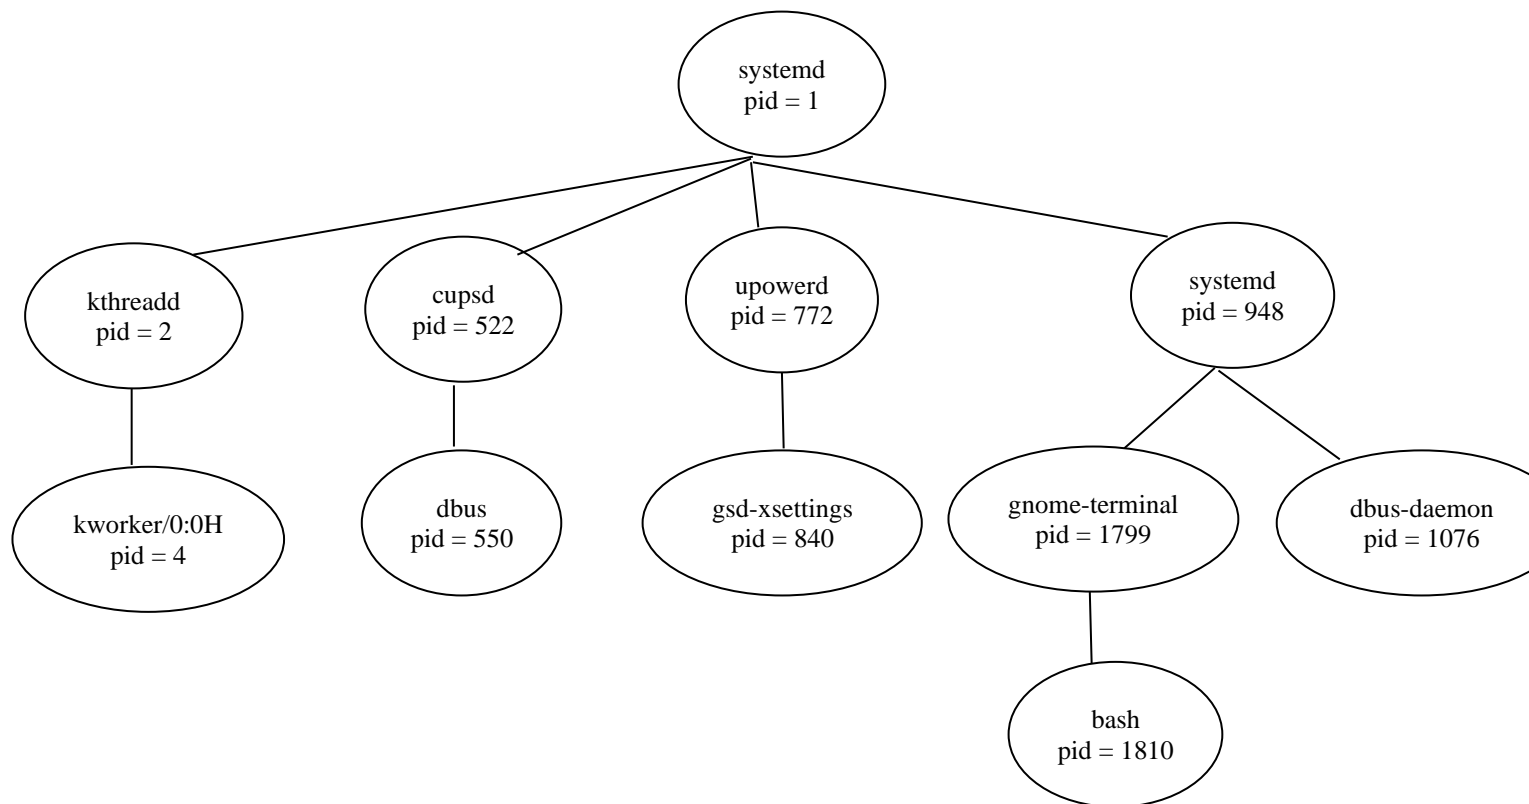 systemd
pid = 1
kthreadd
pid = 2
cupsd
pid = 522
upowerd
pid = 772
systemd
pid = 948
kworker/0:0H
pid = 4
dbus
pid = 550
gsd-xsettings
pid = 840
gnome-terminal
pid = 1799
dbus-daemon
pid = 1076
bash
pid = 1810